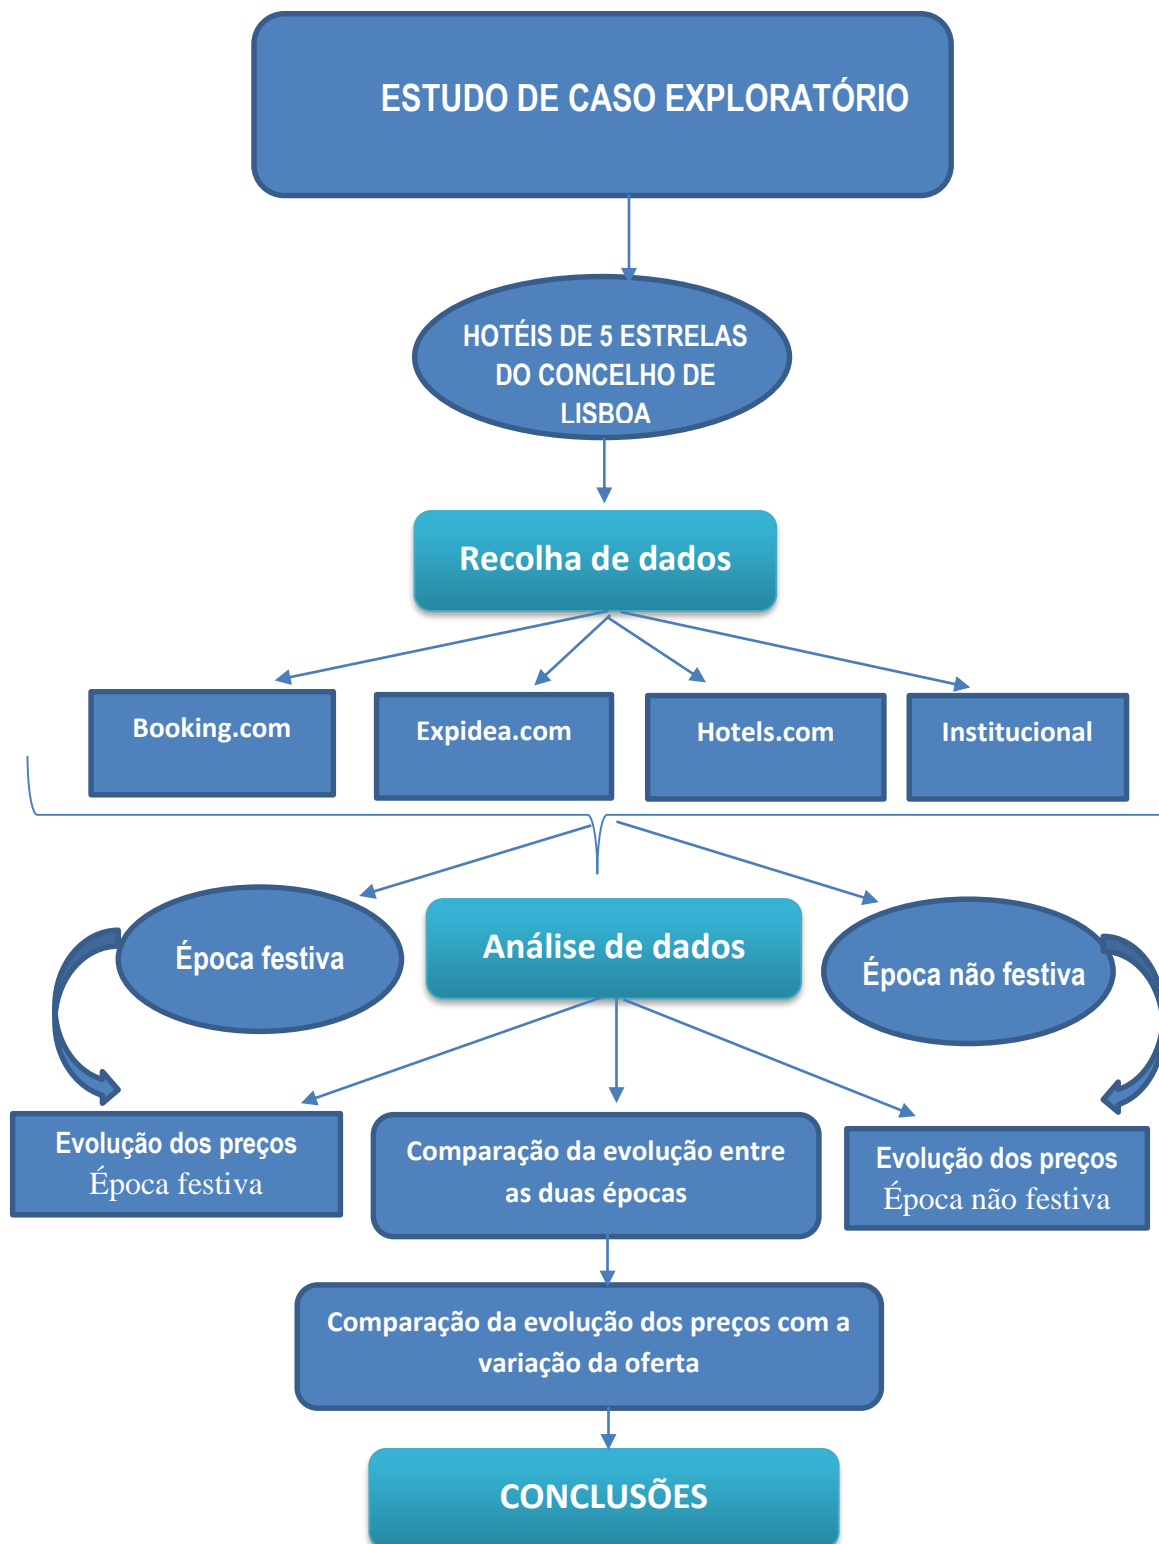 ESTUDO DE CASO EXPLORATÓRIO
HOTÉIS DE 5 ESTRELAS
DO CONCELHO DE
LISBOA
Recolha de dados
Booking.com
Expidea.com
Hotels.com
Institucional
Época festiva
Análise de dados
Época não festiva
Evolução dos preços
Época festiva
Comparação da evolução entre
as duas épocas
Evolução dos preços
Época não festiva
Comparação da evolução dos preços com a
variação da oferta
CONCLUSÕES